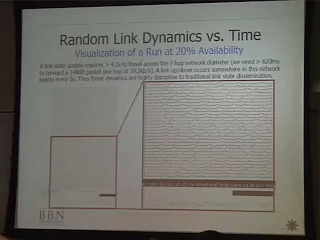 Random Link Dynamics vs. Time
Visualization of a Run at 20% Availability
A link state update requires > 4.3s to travel across the 7-hop network diameter (we need > 620ms
to forward a 1490B packet one hop at 19.2kb/s). A link up/down occurs somewhere in this network
nearly every 3s. Thus these dynamics are highly disruptive to traditional link state dissemination.
BBN